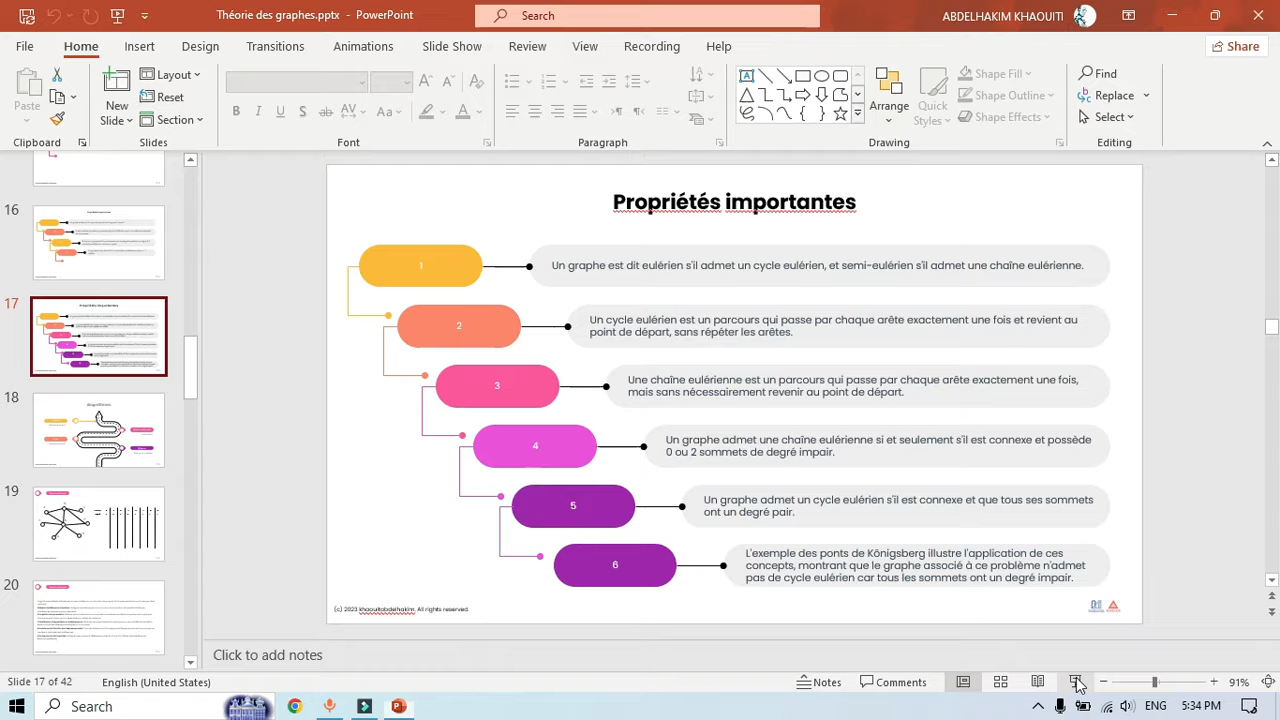 Théorie des graphes.pptx - PowerPoint
Search
ABDELHAKIM KHAOUITI
File Home Insert Design Transitions Animations Slide Show Review View Recording Help
Share
Paste
New
Slide
Layout
Reset
Section
Shape Fill
Shape Outline
Shape Effects
Arrange
Quick
Styles
Find
Replace
Select
Clipboard
Slides
Font
Paragraph
Drawing
Editing
16
17
18
19
20
Propriétés importantes
1
Un graphe est dit eulérien s'il admet un cycle eulérien, et semi-eulérien s'il admet une chaîne eulérienne.
2
Un cycle eulérien est un parcours qui passe par chaque arête exactement une fois et revient au
point de départ, sans répéter les arêtes.
3
Une chaîne eulérienne est un parcours qui passe par chaque arête exactement une fois,
mais sans nécessairement revenir au point de départ.
4
Un graphe admet une chaîne eulérienne si et seulement s'il est connexe et possède
0 ou 2 sommets de degré impair.
5
Un graphe admet un cycle eulérien s'il est connexe et que tous ses sommets
ont un degré pair.
6
L'exemple des ponts de Königsberg illustre l'application de ces
concepts, montrant que le graphe associé à ce problème n'admet
pas de cycle eulérien car tous les sommets ont un degré impair.
(c) 2023 khaouitiabdelhakim. All rights reserved.
Click to add notes
Slide 17 of 42
English (United States)
Notes
Comments
91%
Search
ENG
5:34 PM